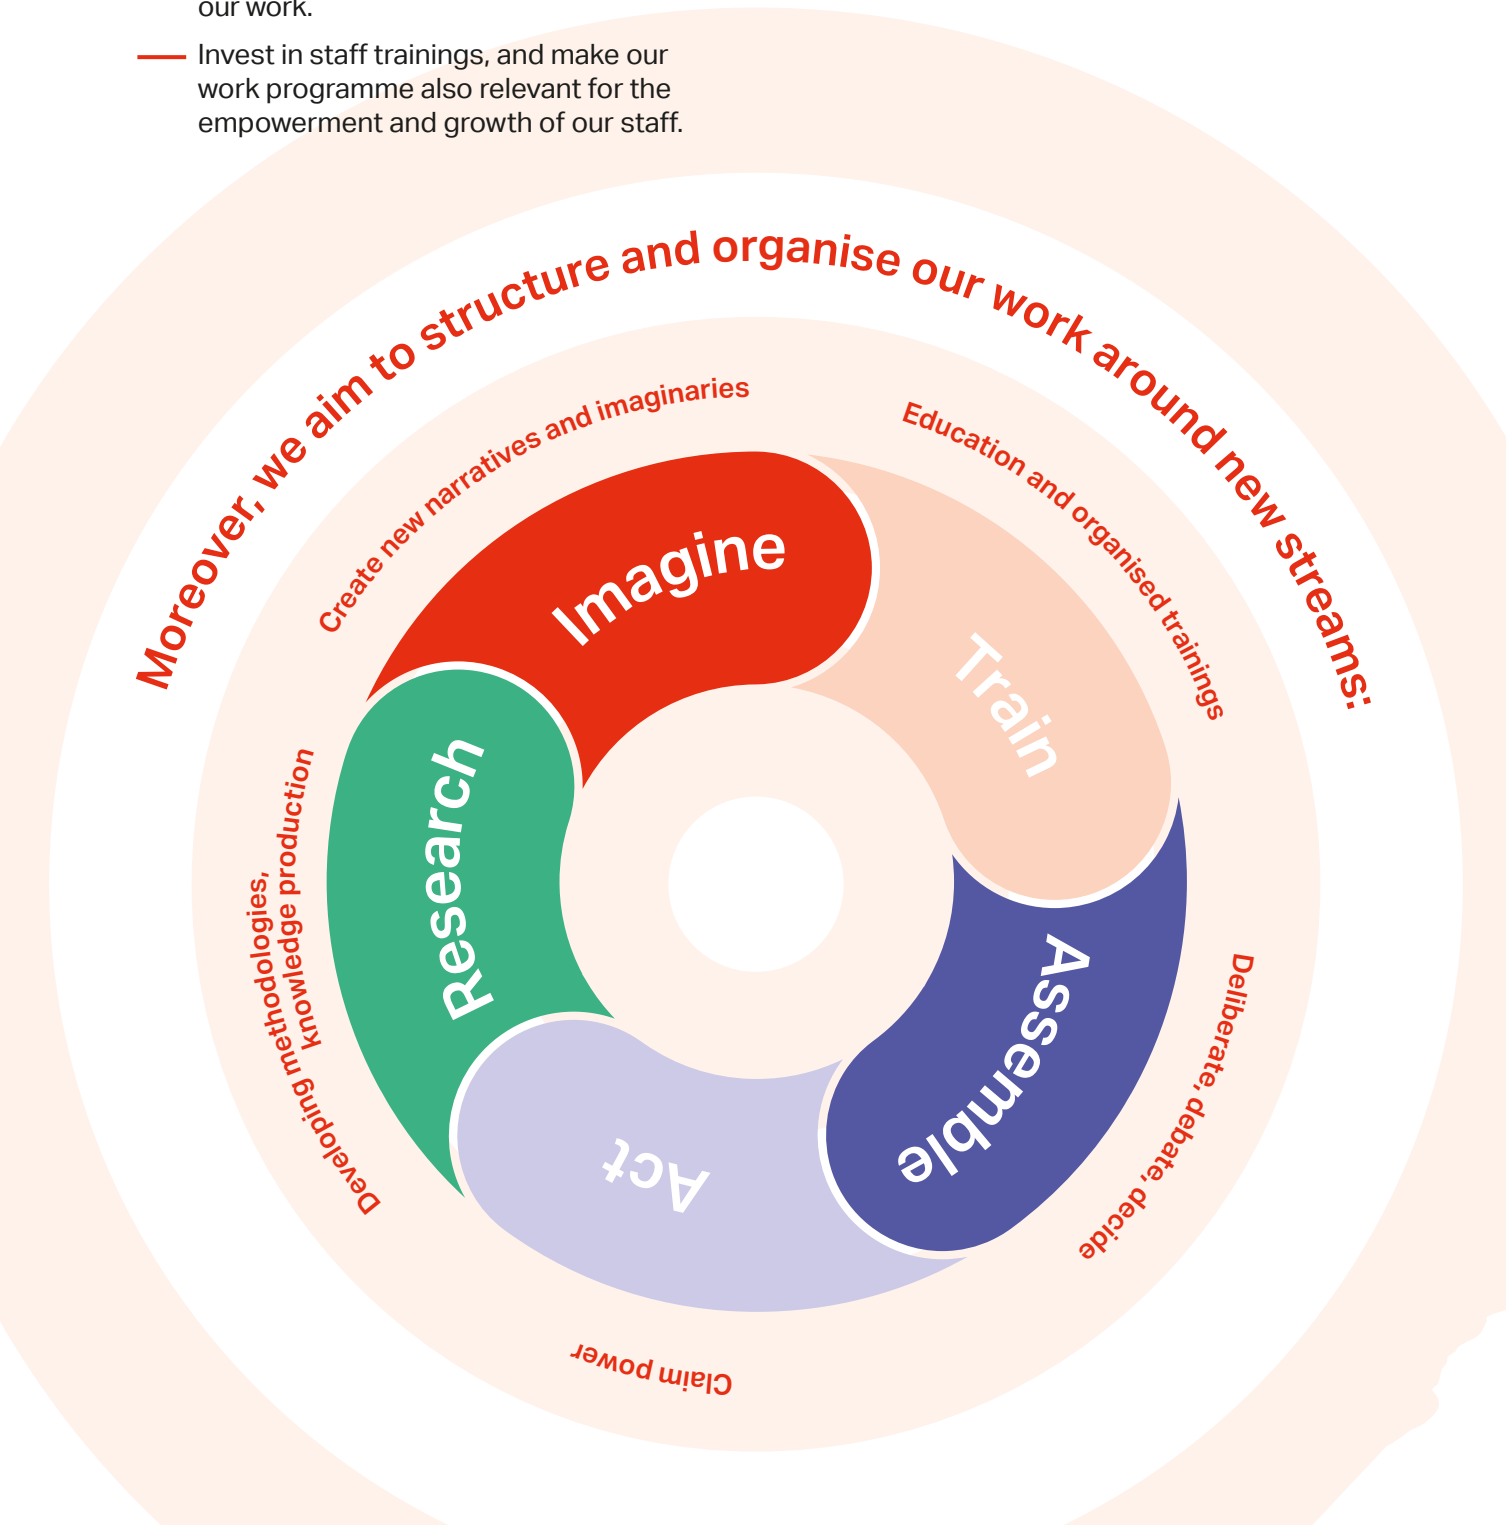 our work.
Invest in staff trainings, and make our
work programme also relevant for the
empowerment and growth of our staff.
Moreover, we aim to structure and organise our work around new streams:
Create new narratives and imaginaries
Imagine
Education and organised trainings
Train
Deliberate, debate, decide
Assemble
Claim power
Act
Developing methodologies,
knowledge production
Research